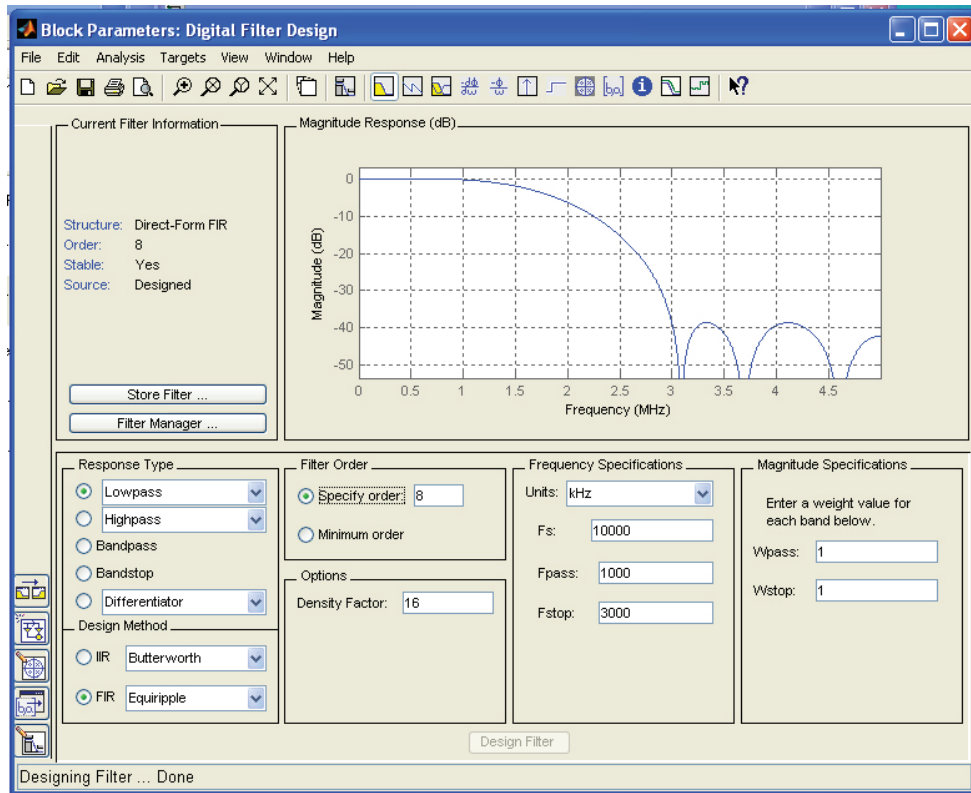 Block Parameters: Digital Filter Design
File Edit Analysis Targets View Window Help
Current Filter Information
Structure: Direct-Form FIR
Order: 8
Stable: Yes
Source: Designed
Store Filter ...
Filter Manager ...
Magnitude Response (dB)
Magnitude (dB)
0
-10
-20
-30
-40
-50
0 0.5 1 1.5 2 2.5 3 3.5 4 4.5
Frequency (MHz)
Response Type
Lowpass
Highpass
Bandpass
Bandstop
Differentiator
Design Method
IIR Butterworth
FIR Equiripple
Filter Order
Specify order: 8
Minimum order
Options
Density Factor: 16
Frequency Specifications
Units: kHz
Fs: 10000
Fpass: 1000
Fstop: 3000
Magnitude Specifications
Enter a weight value for
each band below.
Wpass: 1
Wstop: 1
Design Filter
Designing Filter ... Done